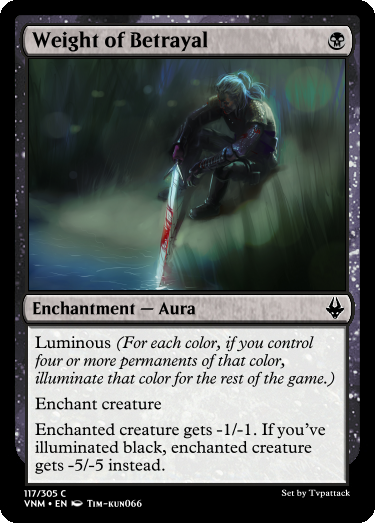 Weight of Betrayal
Enchantment — Aura
Luminous (For each color, if you control
four or more permanents of that color,
illuminate that color for the rest of the game.)
Enchant creature
Enchanted creature gets -1/-1. If you've
illuminated black, enchanted creature
gets -5/-5 instead.
117/305 C
VNM • EN Tim-kun066
Set by Tvpattack